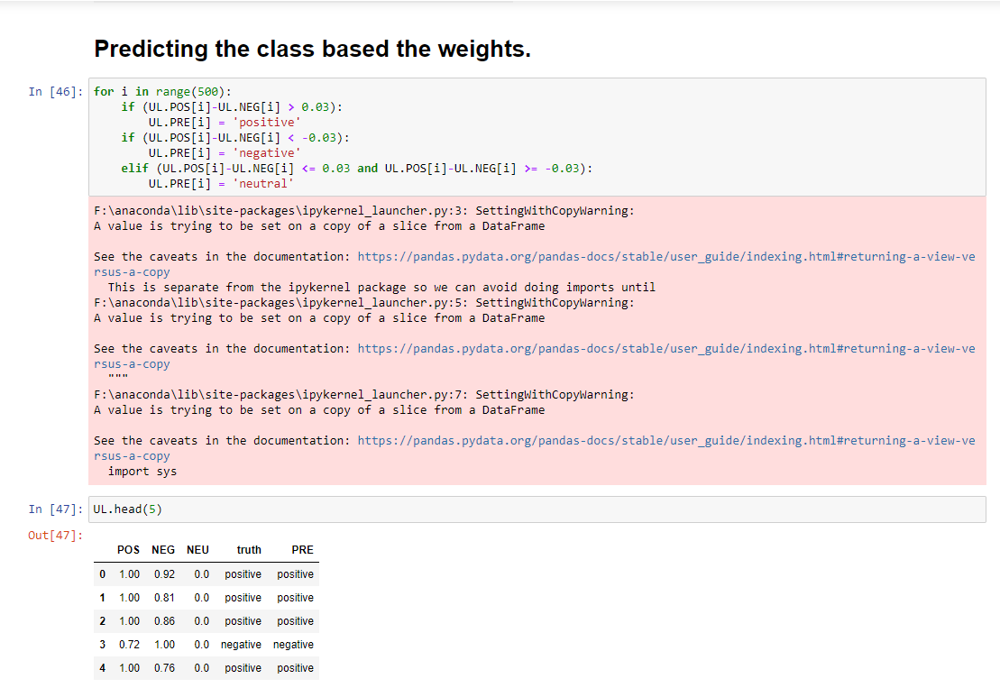 Predicting the class based the weights.
In [46]: for i in range(500):
    if (UL.POS[i]-UL.NEG[i] > 0.03):
        UL.PRE[i] = 'positive'
    if (UL.POS[i]-UL.NEG[i] < -0.03):
        UL.PRE[i] = 'negative'
    elif (UL.POS[i]-UL.NEG[i] <= 0.03 and UL.POS[i]-UL.NEG[i] >= -0.03):
        UL.PRE[i] = 'neutral'
F:\anaconda\lib\site-packages\ipykernel_launcher.py:3: SettingWithCopyWarning:
A value is trying to be set on a copy of a slice from a DataFrame
See the caveats in the documentation: https://pandas.pydata.org/pandas-docs/stable/user_guide/indexing.html#returning-a-view-ve
rsus-a-copy
  This is separate from the ipykernel package so we can avoid doing imports until
F:\anaconda\lib\site-packages\ipykernel_launcher.py:5: SettingWithCopyWarning:
A value is trying to be set on a copy of a slice from a DataFrame
See the caveats in the documentation: https://pandas.pydata.org/pandas-docs/stable/user_guide/indexing.html#returning-a-view-ve
rsus-a-copy
  """
F:\anaconda\lib\site-packages\ipykernel_launcher.py:7: SettingWithCopyWarning:
A value is trying to be set on a copy of a slice from a DataFrame
See the caveats in the documentation: https://pandas.pydata.org/pandas-docs/stable/user_guide/indexing.html#returning-a-view-ve
rsus-a-copy
  import sys
In [47]: UL.head(5)
Out[47]:
POS NEG NEU truth PRE
0 1.00 0.92 0.0 positive positive
1 1.00 0.81 0.0 positive positive
2 1.00 0.86 0.0 positive positive
3 0.72 1.00 0.0 negative negative
4 1.00 0.76 0.0 positive positive